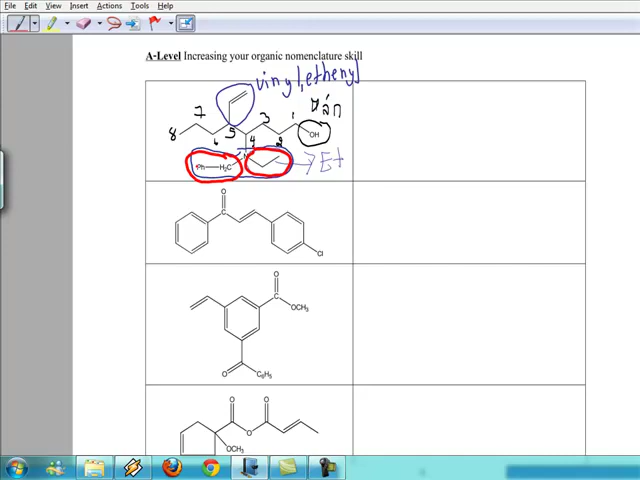 File Edit View Insert Actions Tools Help
A-Level Increasing your organic nomenclature skill
vinyl, ethenyl
7 3 1
8 6 5 4 2 OH
Ph H₂C Et
O
C
Cl
O
C
OCH₃
O C₆H₅
O O
O
OCH₃